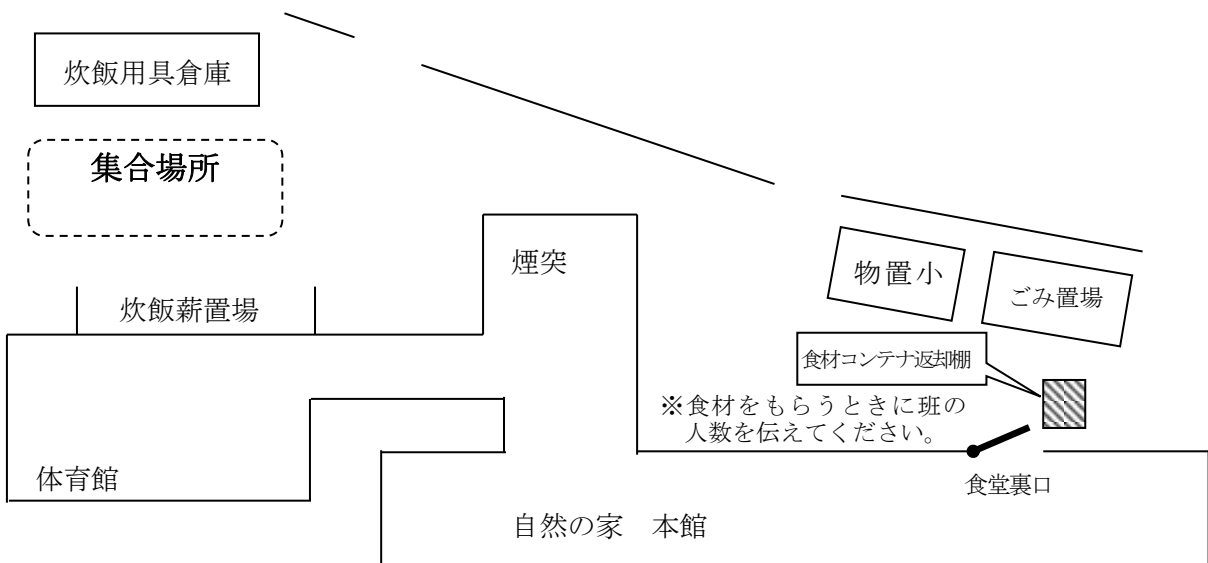 炊飯用具倉庫
集合場所
煙突
物置小
ごみ置場
炊飯薪置場
食材コンテナ返却棚
※食材をもらうときに班の
人数を伝えてください。
体育館
食堂裏口
自然の家　本館